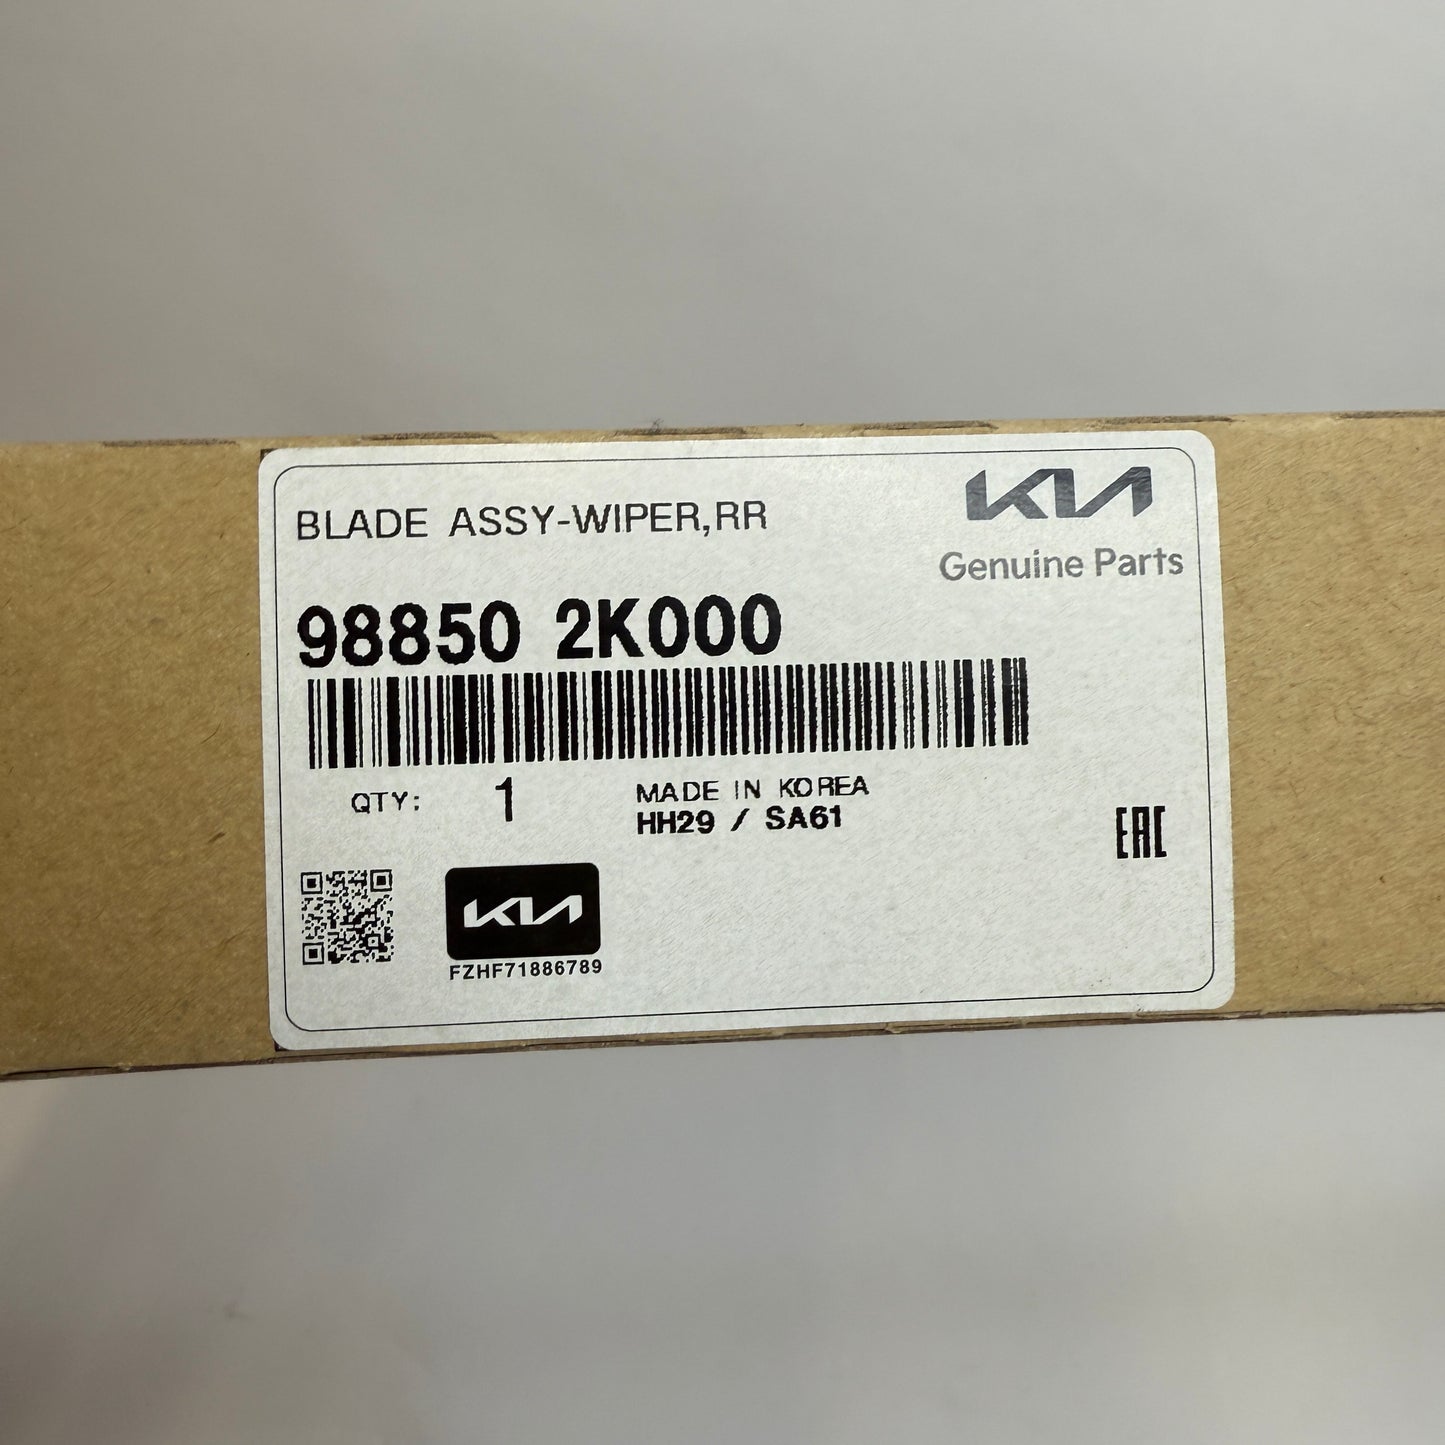 BLADE ASSY-WIPER,RR
KIA
Genuine Parts
98850 2K000
QTY: 1
MADE IN KOREA
HH29 / SA61
EAC
KIA
FZHF71886789